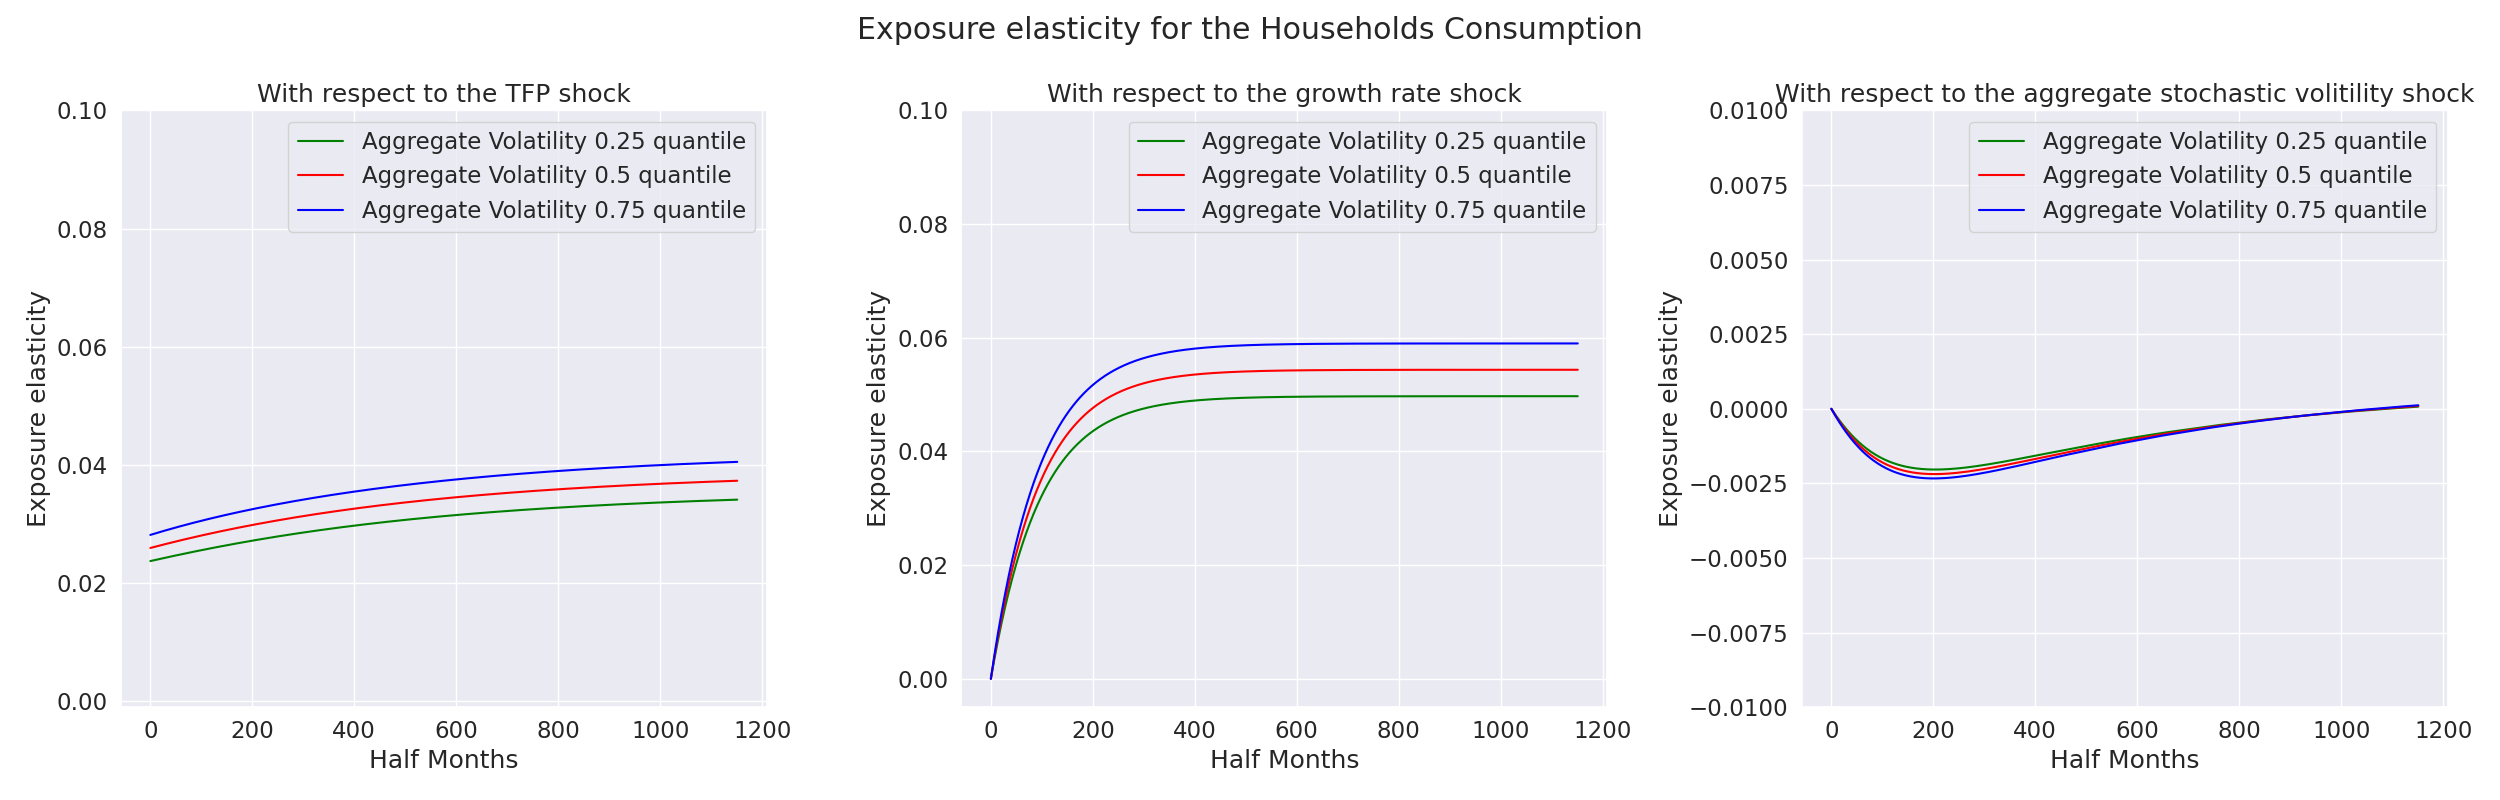 Exposure elasticity for the Households Consumption
With respect to the TFP shock
0.10
0.08
0.06
0.04
0.02
0.00
Exposure elasticity
Aggregate Volatility 0.25 quantile
Aggregate Volatility 0.5 quantile
Aggregate Volatility 0.75 quantile
0 200 400 600 800 1000 1200
Half Months
With respect to the growth rate shock
0.10
0.08
0.06
0.04
0.02
0.00
Exposure elasticity
Aggregate Volatility 0.25 quantile
Aggregate Volatility 0.5 quantile
Aggregate Volatility 0.75 quantile
0 200 400 600 800 1000 1200
Half Months
With respect to the aggregate stochastic volitility shock
0.0100
0.0075
0.0050
0.0025
0.0000
−0.0025
−0.0050
−0.0075
−0.0100
Exposure elasticity
Aggregate Volatility 0.25 quantile
Aggregate Volatility 0.5 quantile
Aggregate Volatility 0.75 quantile
0 200 400 600 800 1000 1200
Half Months